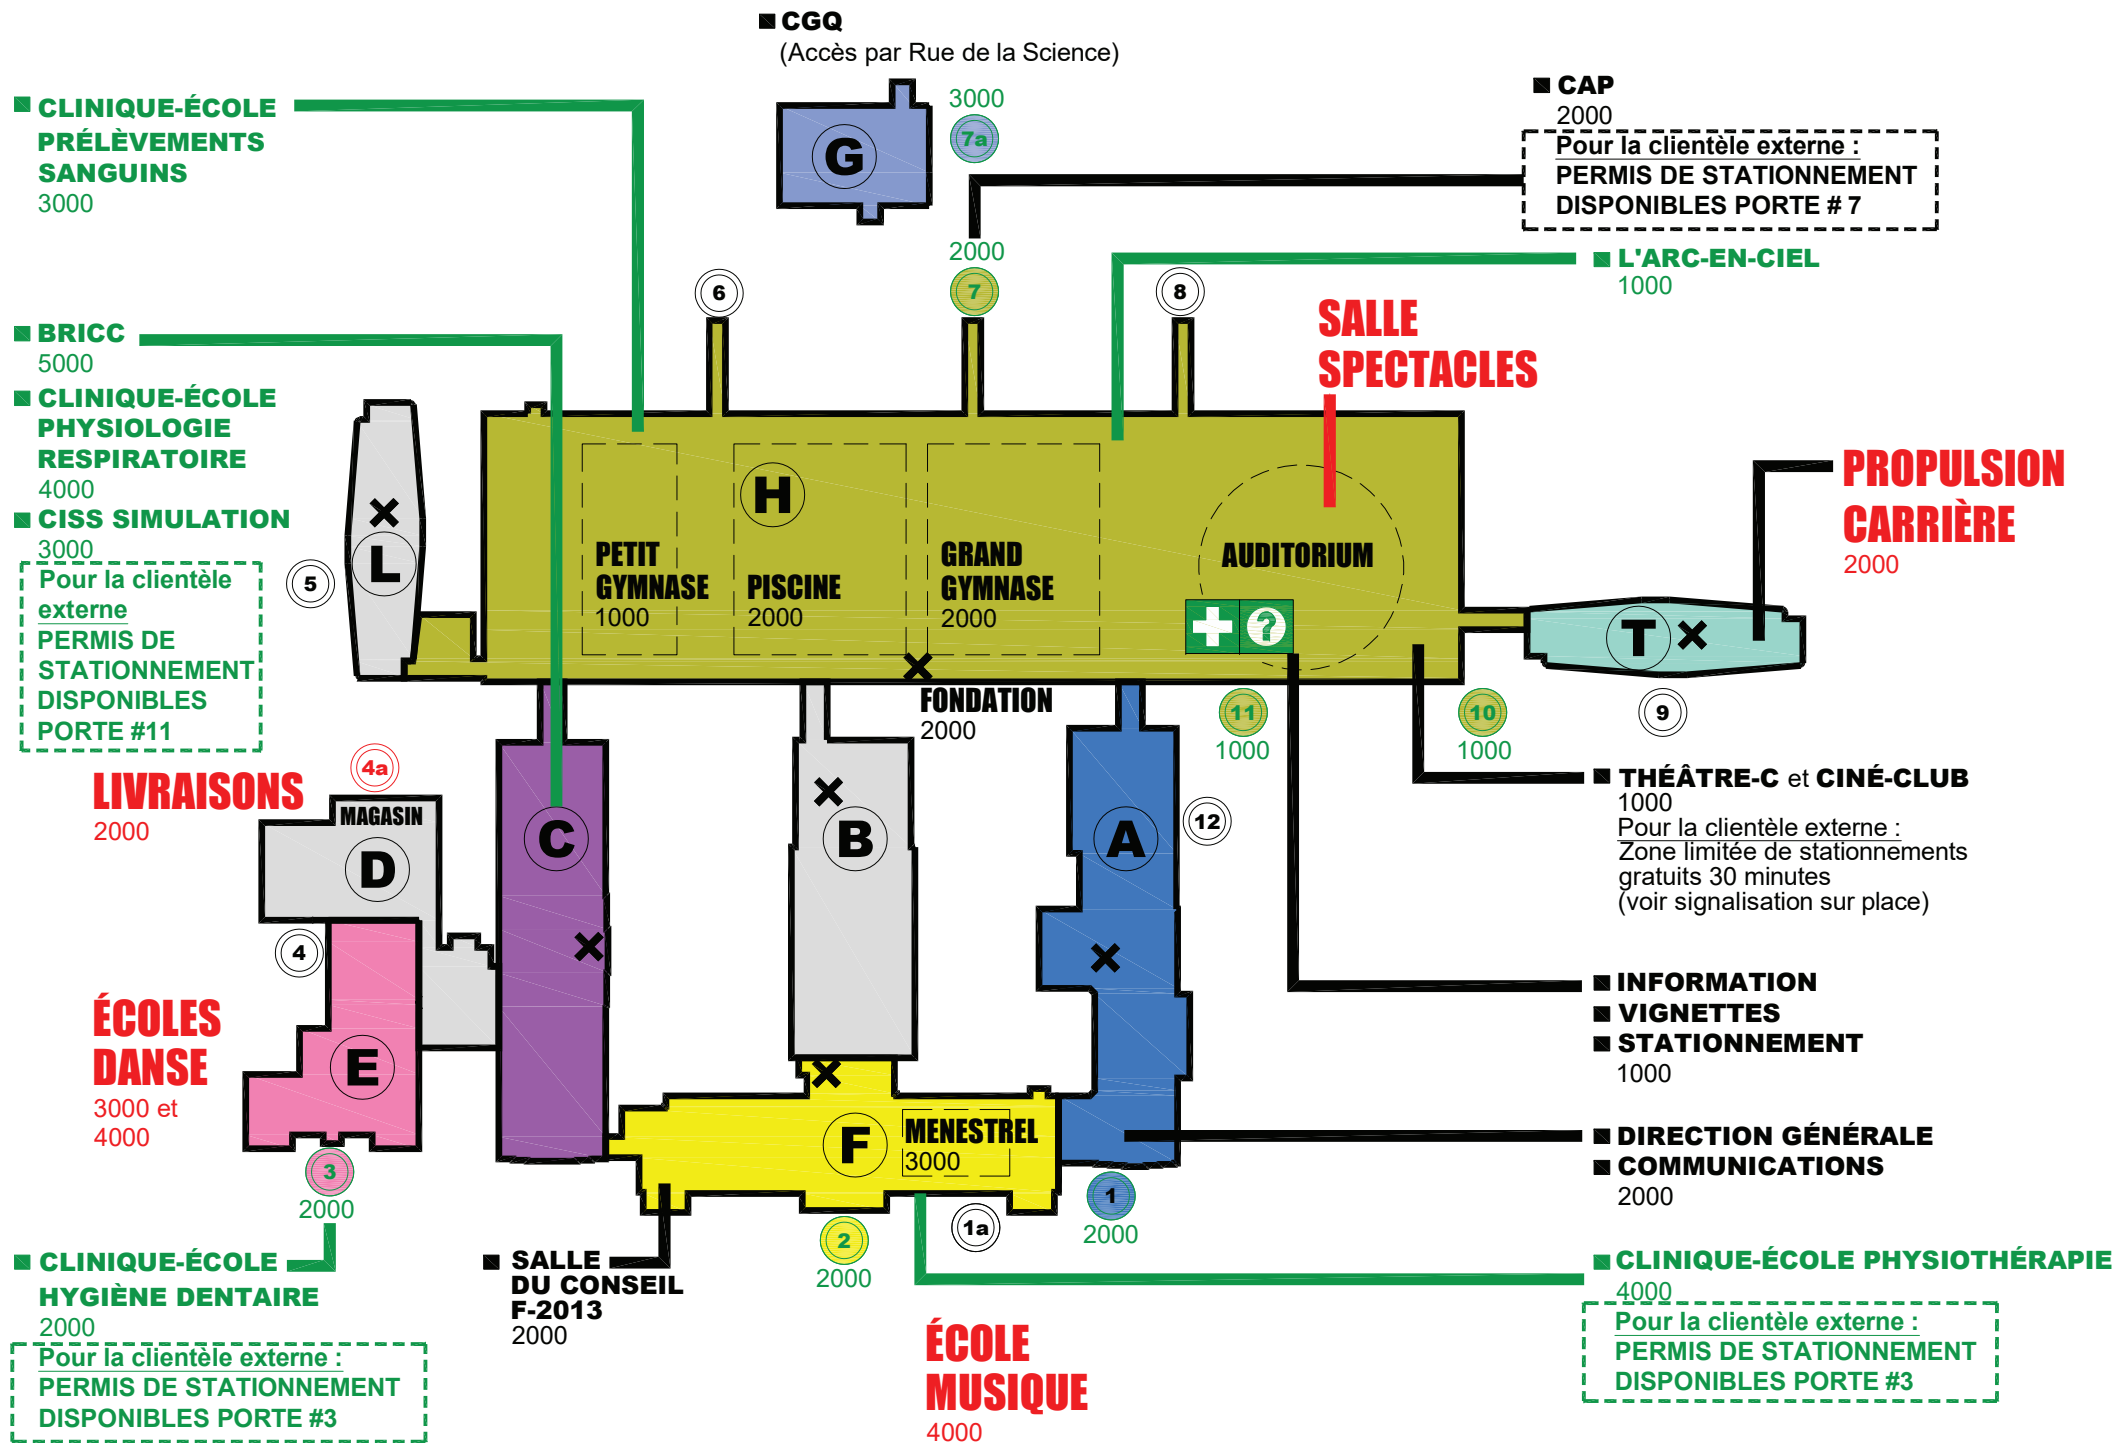 CGQ
(Accès par Rue de la Science)
G
3000
7a
CLINIQUE-ÉCOLE
PRÉLÈVEMENTS
SANGUINS
3000
CAP
2000
Pour la clientèle externe :
PERMIS DE STATIONNEMENT
DISPONIBLES PORTE # 7
2000
7
6
8
L'ARC-EN-CIEL
1000
SALLE
SPECTACLES
BRICC
5000
CLINIQUE-ÉCOLE
PHYSIOLOGIE
RESPIRATOIRE
4000
CISS SIMULATION
3000
Pour la clientèle
externe
PERMIS DE
STATIONNEMENT
DISPONIBLES
PORTE #11
L
5
H
PETIT
GYMNASE
1000
PISCINE
2000
GRAND
GYMNASE
2000
AUDITORIUM
?
PROPULSION
CARRIÈRE
2000
T
9
FONDATION
2000
11
1000
10
1000
LIVRAISONS
2000
4a
MAGASIN
D
C
B
A
12
THÉÂTRE-C et CINÉ-CLUB
1000
Pour la clientèle externe :
Zone limitée de stationnements
gratuits 30 minutes
(voir signalisation sur place)
4
INFORMATION
VIGNETTES
STATIONNEMENT
1000
ÉCOLES
DANSE
3000 et
4000
E
3
2000
F
MENESTREL
3000
DIRECTION GÉNÉRALE
COMMUNICATIONS
2000
1
2000
1a
2
2000
CLINIQUE-ÉCOLE
HYGIÈNE DENTAIRE
2000
Pour la clientèle externe :
PERMIS DE STATIONNEMENT
DISPONIBLES PORTE #3
SALLE
DU CONSEIL
F-2013
2000
ÉCOLE
MUSIQUE
4000
CLINIQUE-ÉCOLE PHYSIOTHÉRAPIE
4000
Pour la clientèle externe :
PERMIS DE STATIONNEMENT
DISPONIBLES PORTE #3